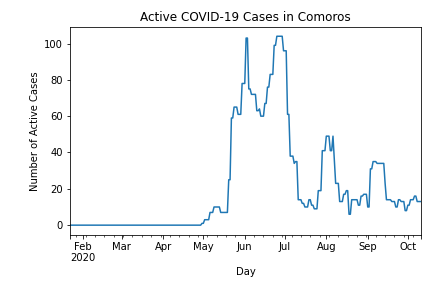 Active COVID-19 Cases in Comoros
Number of Active Cases
100
80
60
40
20
0
Feb Mar Apr May Jun Jul Aug Sep Oct
2020
Day